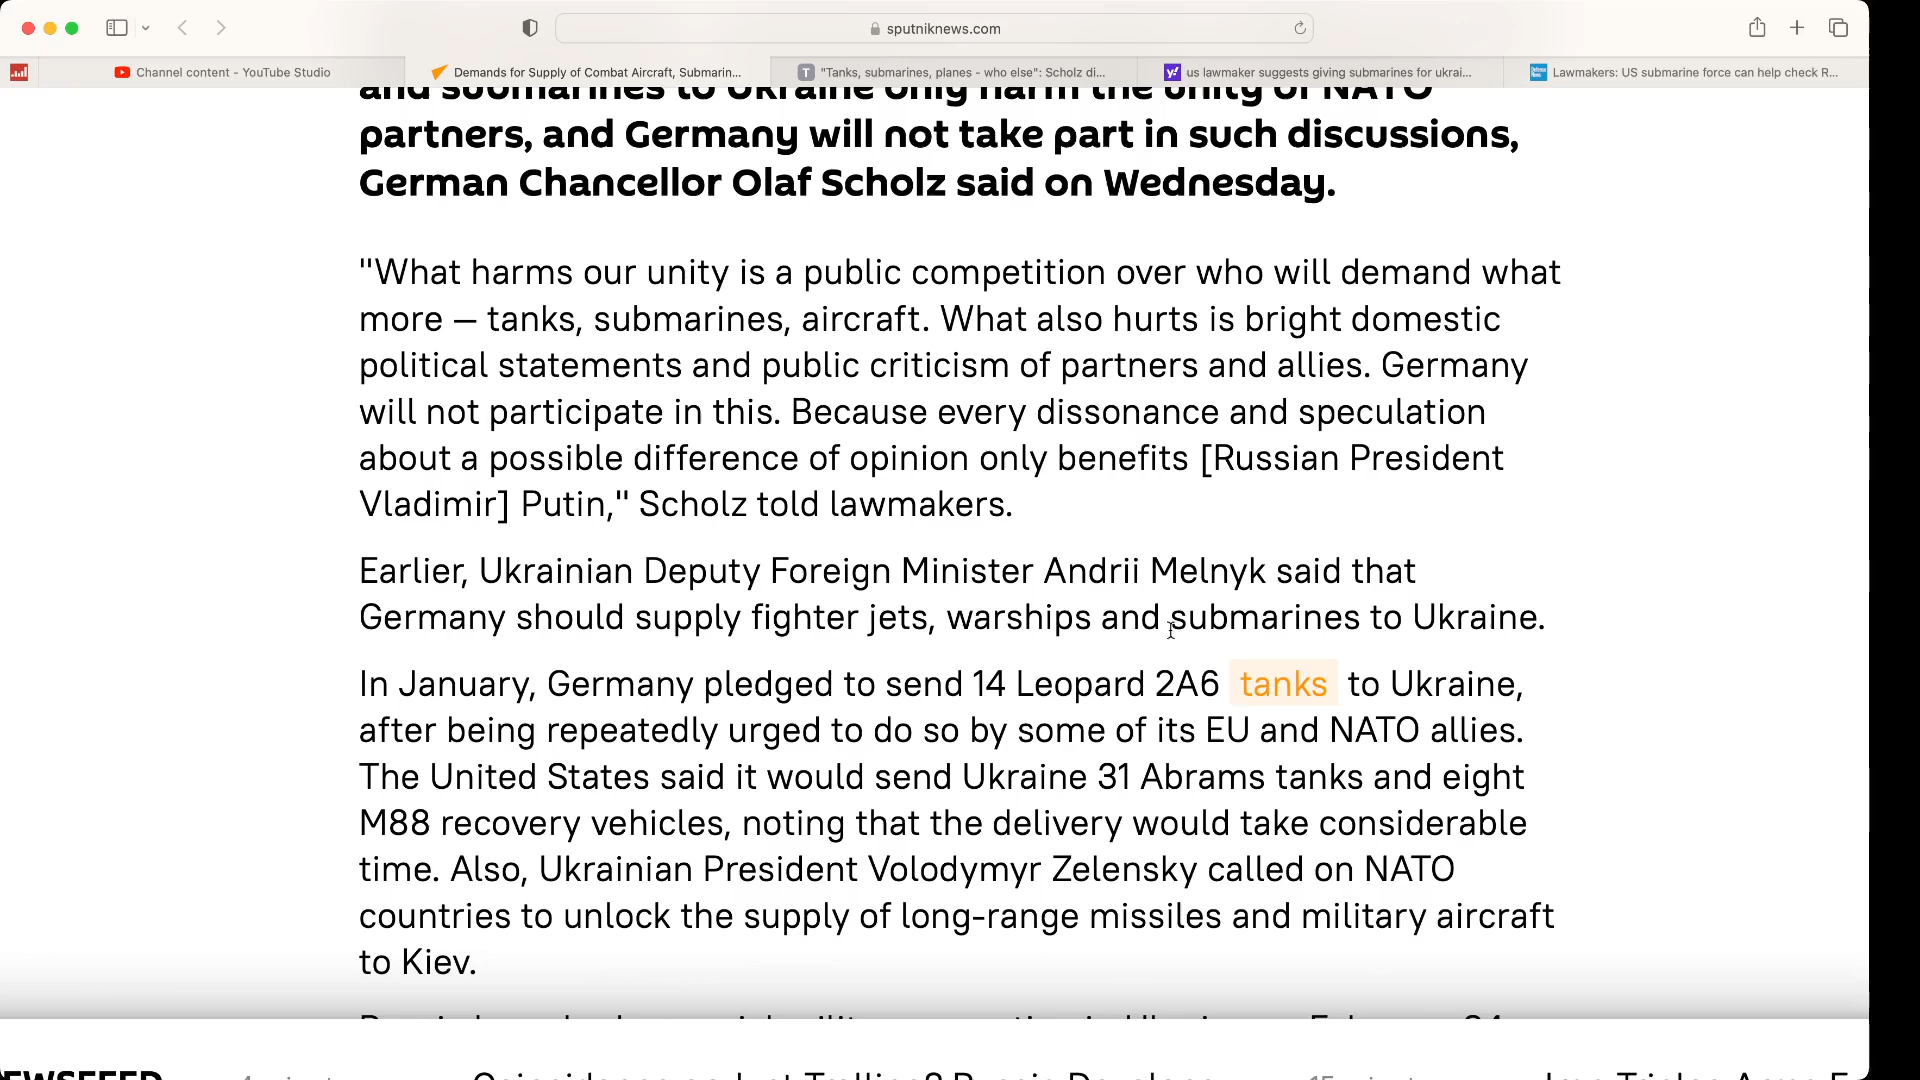 sputniknews.com
Channel content - YouTube Studio
Demands for Supply of Combat Aircraft, Submarin...
"Tanks, submarines, planes - who else": Scholz di...
us lawmaker suggests giving submarines for ukrai...
Lawmakers: US submarine force can help check R...
and submarines to Ukraine only harm the unity of NATO
partners, and Germany will not take part in such discussions,
German Chancellor Olaf Scholz said on Wednesday.
"What harms our unity is a public competition over who will demand what
more — tanks, submarines, aircraft. What also hurts is bright domestic
political statements and public criticism of partners and allies. Germany
will not participate in this. Because every dissonance and speculation
about a possible difference of opinion only benefits [Russian President
Vladimir] Putin," Scholz told lawmakers.
Earlier, Ukrainian Deputy Foreign Minister Andrii Melnyk said that
Germany should supply fighter jets, warships and submarines to Ukraine.
In January, Germany pledged to send 14 Leopard 2A6 tanks to Ukraine,
after being repeatedly urged to do so by some of its EU and NATO allies.
The United States said it would send Ukraine 31 Abrams tanks and eight
M88 recovery vehicles, noting that the delivery would take considerable
time. Also, Ukrainian President Volodymyr Zelensky called on NATO
countries to unlock the supply of long-range missiles and military aircraft
to Kiev.